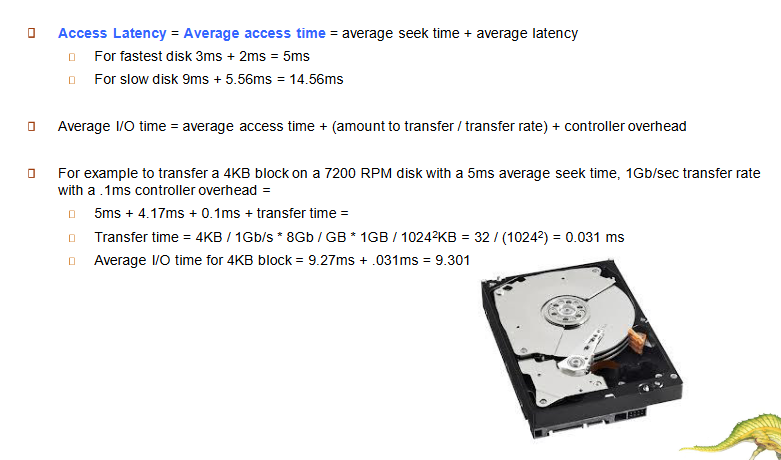 Access Latency = Average access time = average seek time + average latency
For fastest disk 3ms + 2ms = 5ms
For slow disk 9ms + 5.56ms = 14.56ms
Average I/O time = average access time + (amount to transfer / transfer rate) + controller overhead
For example to transfer a 4KB block on a 7200 RPM disk with a 5ms average seek time, 1Gb/sec transfer rate
with a .1ms controller overhead =
5ms + 4.17ms + 0.1ms + transfer time =
Transfer time = 4KB / 1Gb/s * 8Gb / GB * 1GB / 1024²KB = 32 / (1024²) = 0.031 ms
Average I/O time for 4KB block = 9.27ms + .031ms = 9.301